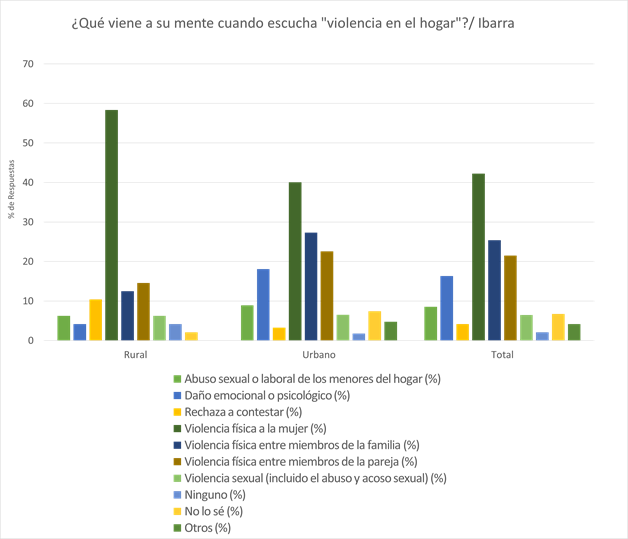 ¿Qué viene a su mente cuando escucha "violencia en el hogar"?/ Ibarra
70
60
50
40
30
20
10
0
% de Respuestas
Rural
Urbano
Total
Abuso sexual o laboral de los menores del hogar (%)
Daño emocional o psicológico (%)
Rechaza a contestar (%)
Violencia física a la mujer (%)
Violencia física entre miembros de la familia (%)
Violencia física entre miembros de la pareja (%)
Violencia sexual (incluido el abuso y acoso sexual) (%)
Ninguno (%)
No lo sé (%)
Otros (%)